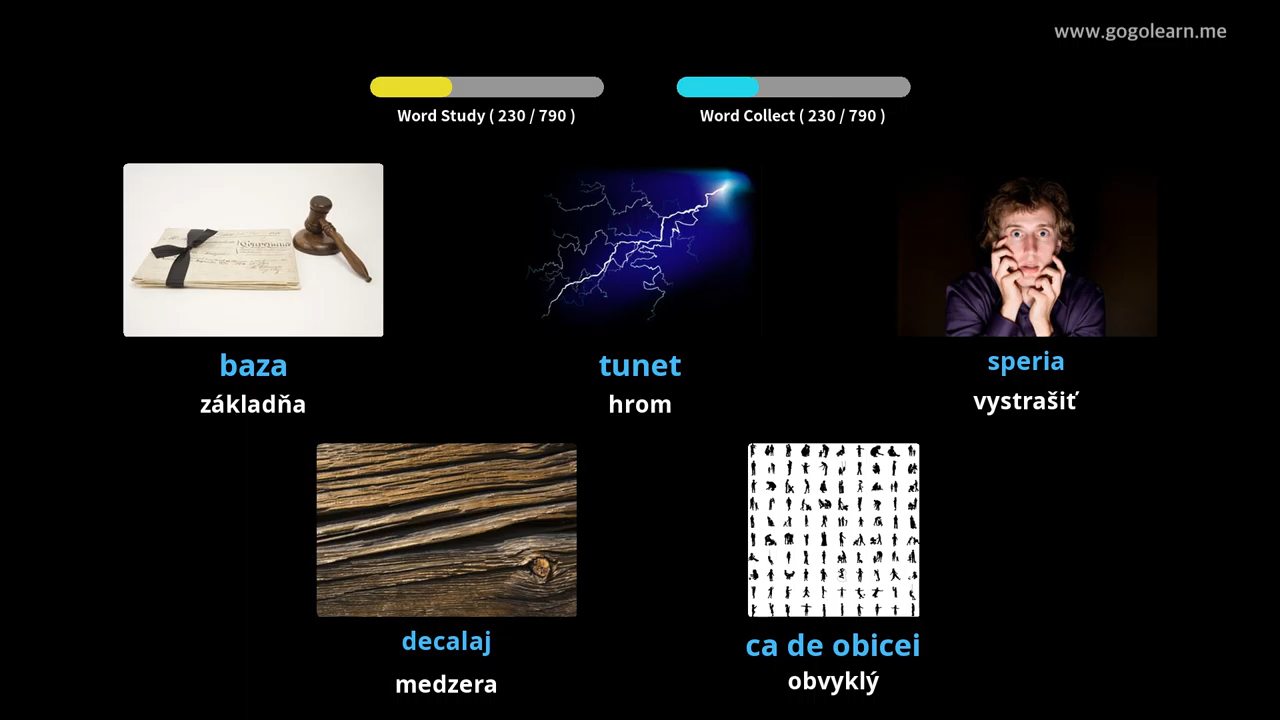 www.gogolearn.me
Word Study ( 230 / 790 )
Word Collect ( 230 / 790 )
baza
základňa
tunet
hrom
speria
vystrašiť
decalaj
medzera
ca de obicei
obvyklý